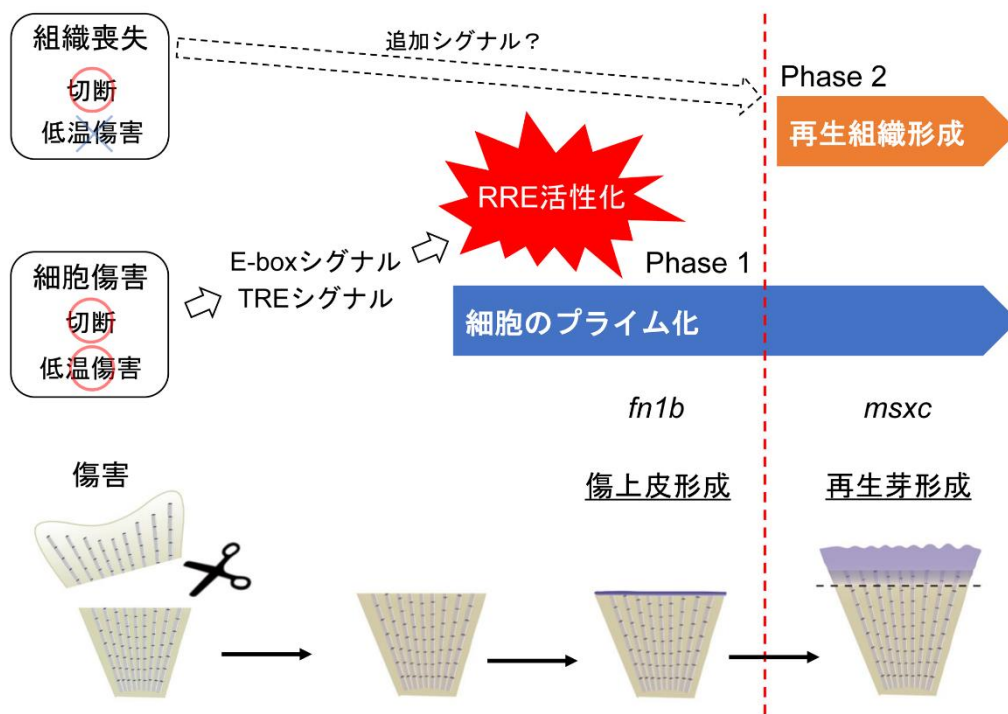 組織喪失
切断
低温傷害
追加シグナル？
Phase 2
再生組織形成
RRE活性化
細胞傷害
切断
低温傷害
E-boxシグナル
TREシグナル
Phase 1
細胞のプライム化
fn1b
msxc
傷害
傷上皮形成
再生芽形成